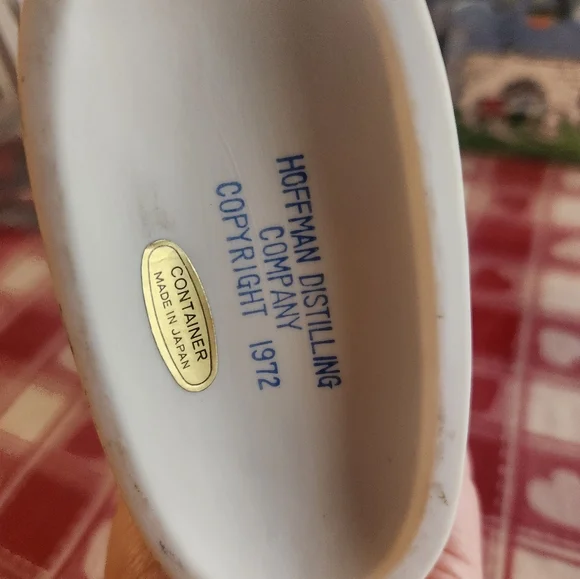 HOFFMAN DISTILLING
COMPANY
COPYRIGHT 1972
CONTAINER
MADE IN JAPAN